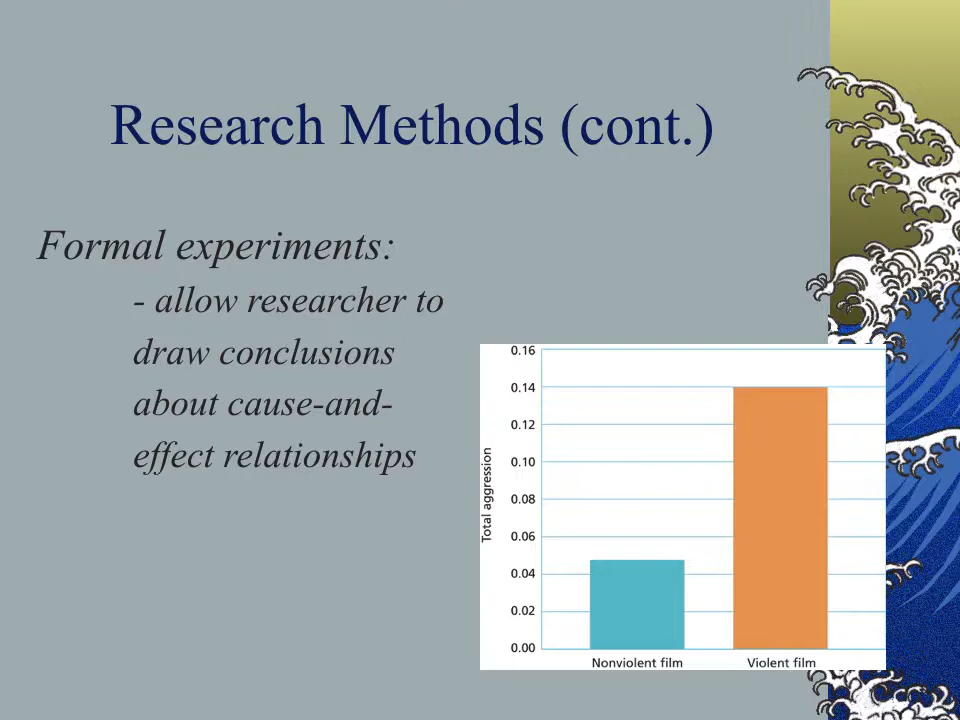 Research Methods (cont.)
Formal experiments:
- allow researcher to
draw conclusions
about cause-and-
effect relationships
Total aggression
0.16
0.14
0.12
0.10
0.08
0.06
0.04
0.02
0.00
Nonviolent film
Violent film